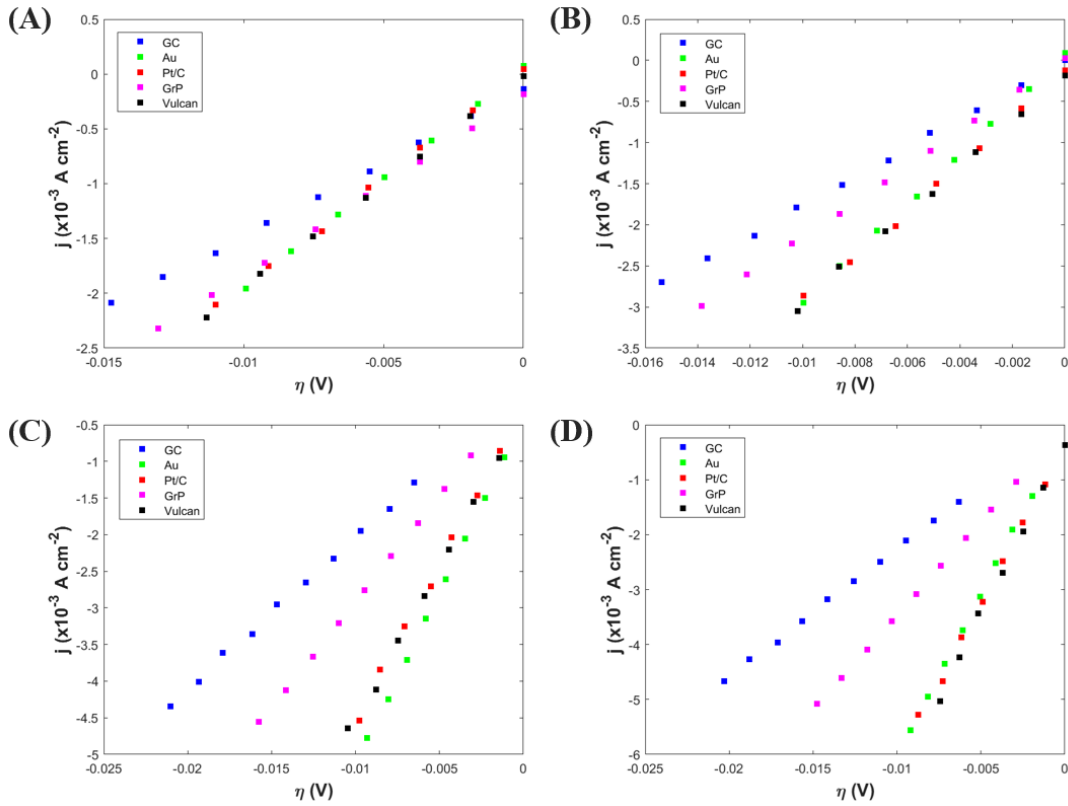 (A)
0.5
0
-0.5
-1
-1.5
-2
-2.5
j (x10⁻³ A cm⁻²)
GC
Au
Pt/C
GrP
Vulcan
-0.015
-0.01
-0.005
0
η (V)
(B)
0.5
0
-0.5
-1
-1.5
-2
-2.5
-3
-3.5
j (x10⁻³ A cm⁻²)
GC
Au
Pt/C
GrP
Vulcan
-0.016
-0.014
-0.012
-0.01
-0.008
-0.006
-0.004
-0.002
0
η (V)
(C)
-0.5
-1
-1.5
-2
-2.5
-3
-3.5
-4
-4.5
-5
j (x10⁻³ A cm⁻²)
GC
Au
Pt/C
GrP
Vulcan
-0.025
-0.02
-0.015
-0.01
-0.005
0
η (V)
(D)
0
-1
-2
-3
-4
-5
-6
j (x10⁻³ A cm⁻²)
GC
Au
Pt/C
GrP
Vulcan
-0.025
-0.02
-0.015
-0.01
-0.005
0
η (V)